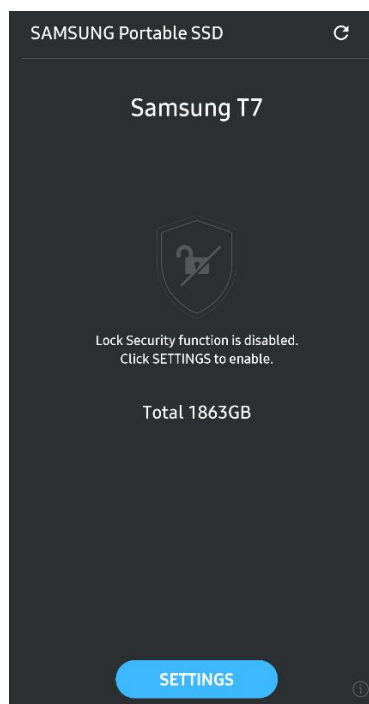 SAMSUNG Portable SSD
Samsung T7
Lock Security function is disabled.
Click SETTINGS to enable.
Total 1863GB
SETTINGS